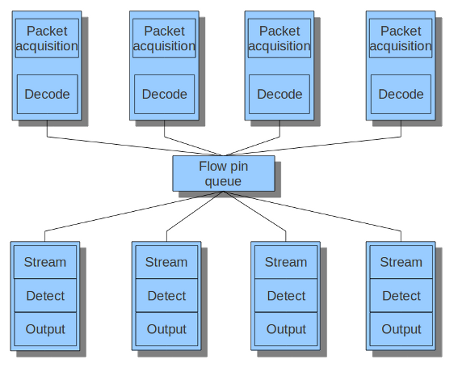 Packet
acquisition
Packet
acquisition
Packet
acquisition
Packet
acquisition
Decode
Decode
Decode
Decode
Flow pin
queue
Stream
Stream
Stream
Stream
Detect
Detect
Detect
Detect
Output
Output
Output
Output